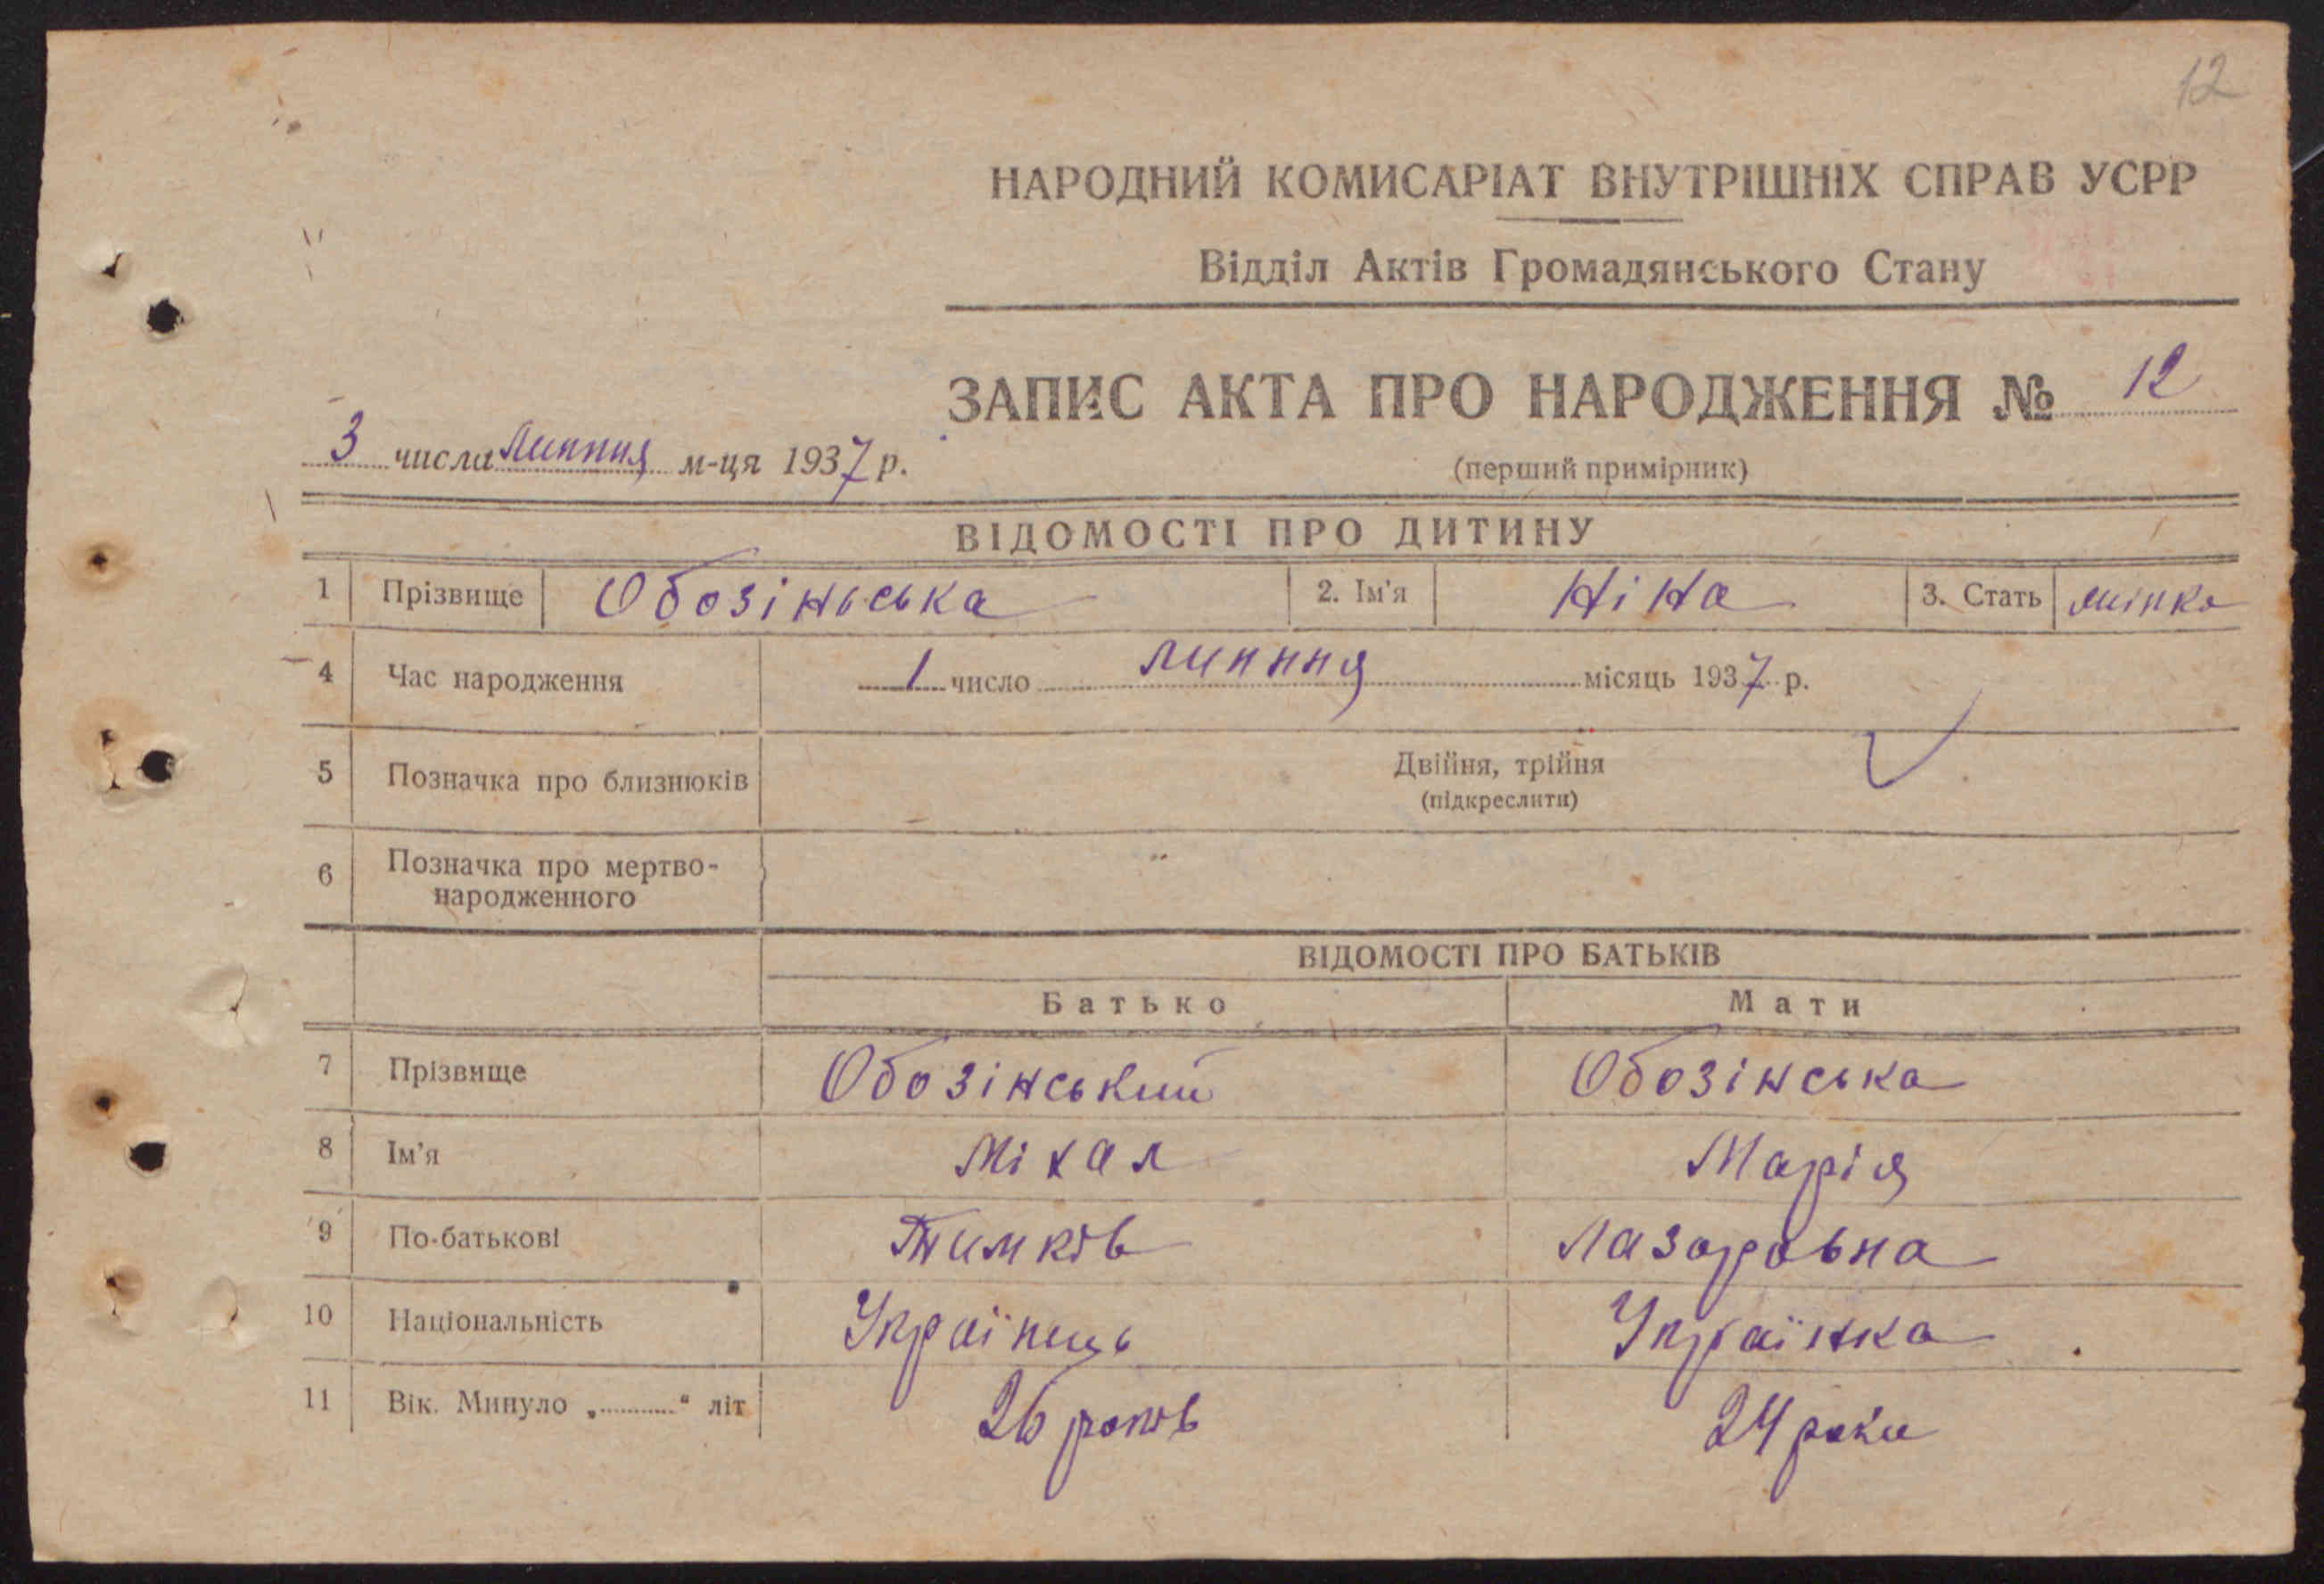 12
НАРОДНИЙ КОМИСАРІАТ ВНУТРІШНІХ СПРАВ УСРР
Відділ Актів Громадянського Стану
ЗАПИС АКТА ПРО НАРОДЖЕННЯ № 12
3 числа Липня м-ця 1937 р.
(перший примірник)
ВІДОМОСТІ ПРО ДИТИНУ
1 Прізвище Обозіньська 2. Ім'я Ніна 3. Стать
4 Час народження 1 число липня місяць 1937 р.
5 Позначка про близнюків Двійня, трійня
(підкреслити)
6 Позначка про мертво-
народженного
ВІДОМОСТІ ПРО БАТЬКІВ
Батько Мати
7 Прізвище Обозінський Обозінська
8 Ім'я Міхал Марія
9 По-батькові Тимков Лазаровна
10 Національність Українець Українка
11 Вік. Минуло „..........“ літ 26 років 24 роки